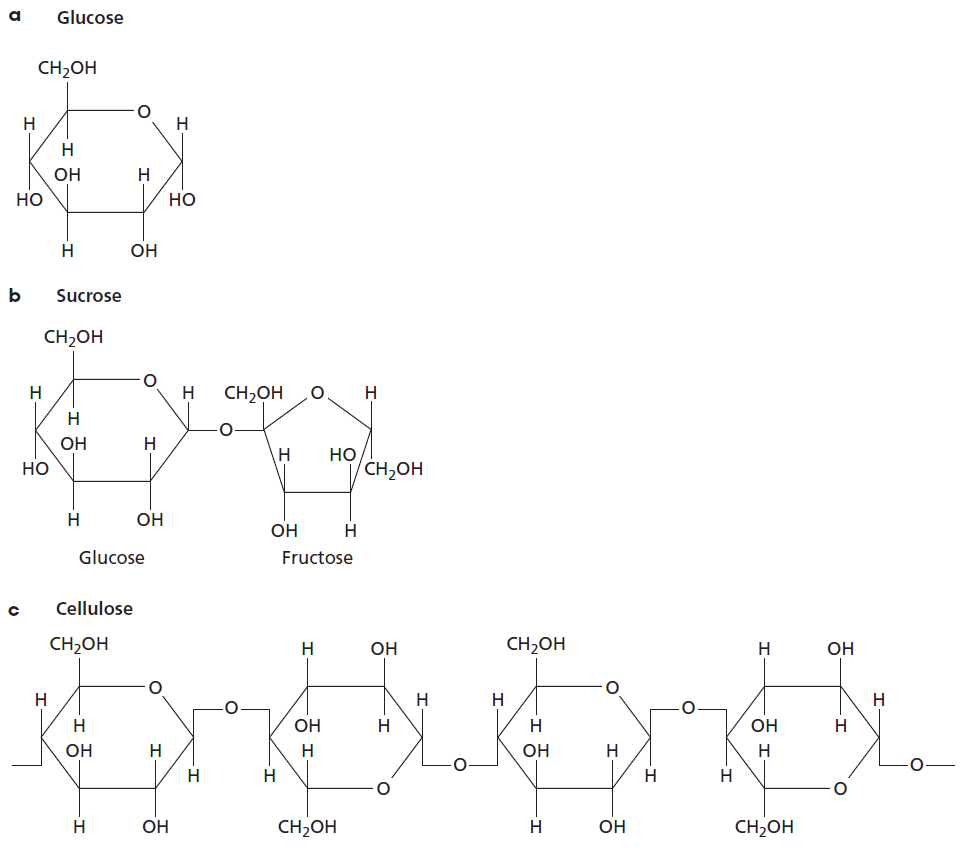 a Glucose
CH₂OH
O
H H
H
OH H
HO HO
H OH
b Sucrose
CH₂OH
O
H H CH₂OH O H
H
O
OH H H HO
HO CH₂OH
H OH OH H
Glucose Fructose
c Cellulose
CH₂OH H OH CH₂OH H OH
O O
H H H H
O O
H OH H H OH H
OH H H OH H H
O O
H H H H
O O
H OH CH₂OH H OH CH₂OH